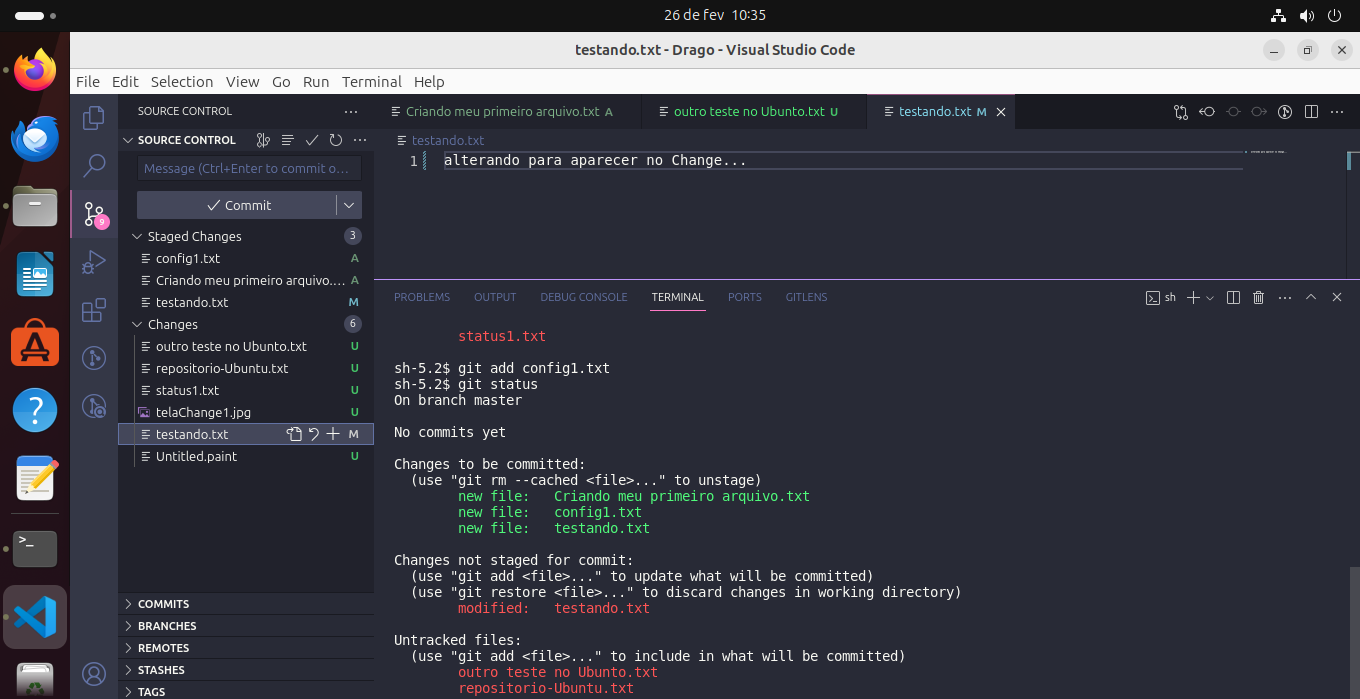 26 de fev 10:35
testando.txt - Drago - Visual Studio Code
File Edit Selection View Go Run Terminal Help
SOURCE CONTROL
Criando meu primeiro arquivo.txt A
outro teste no Ubunto.txt U
testando.txt M
SOURCE CONTROL
testando.txt
Message (Ctrl+Enter to commit o...
1 alterando para aparecer no Change...
Commit
Staged Changes 3
config1.txt A
Criando meu primeiro arquivo.... A
testando.txt M
Changes 6
outro teste no Ubunto.txt U
repositorio-Ubuntu.txt U
status1.txt U
telaChange1.jpg U
testando.txt M
Untitled.paint U
9
COMMITS
BRANCHES
REMOTES
STASHES
TAGS
PROBLEMS OUTPUT DEBUG CONSOLE TERMINAL PORTS GITLENS
sh
status1.txt
sh-5.2$ git add config1.txt
sh-5.2$ git status
On branch master
No commits yet
Changes to be committed:
(use "git rm --cached <file>..." to unstage)
new file: Criando meu primeiro arquivo.txt
new file: config1.txt
new file: testando.txt
Changes not staged for commit:
(use "git add <file>..." to update what will be committed)
(use "git restore <file>..." to discard changes in working directory)
modified: testando.txt
Untracked files:
(use "git add <file>..." to include in what will be committed)
outro teste no Ubunto.txt
repositorio-Ubuntu.txt